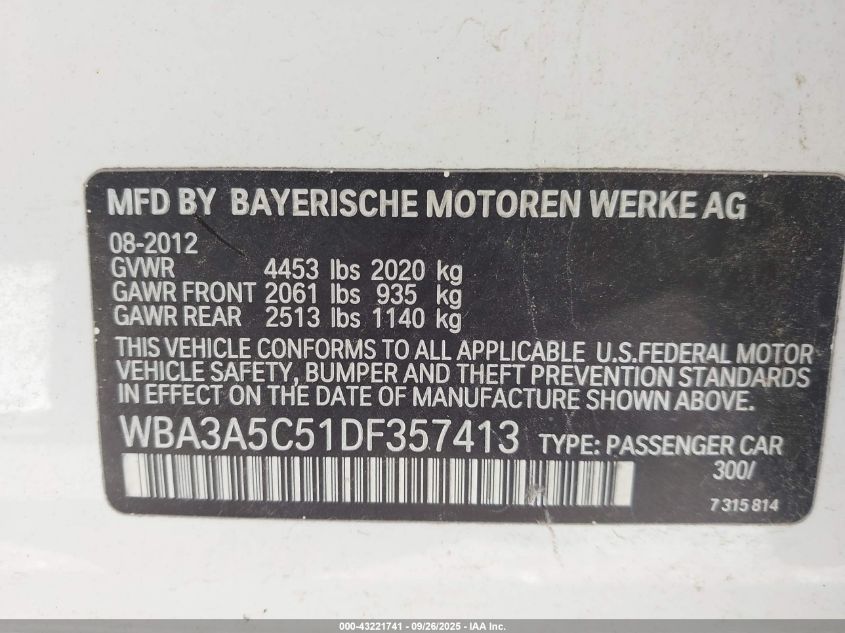 MFD BY BAYERISCHE MOTOREN WERKE AG
08-2012
GVWR 4453 lbs 2020 kg
GAWR FRONT 2061 lbs 935 kg
GAWR REAR 2513 lbs 1140 kg
THIS VEHICLE CONFORMS TO ALL APPLICABLE U.S.FEDERAL MOTOR
VEHICLE SAFETY, BUMPER AND THEFT PREVENTION STANDARDS
IN EFFECT ON THE DATE OF MANUFACTURE SHOWN ABOVE.
WBA3A5C51DF357413 TYPE: PASSENGER CAR
300/
7 315 814
000-43221741 - 09/26/2025 - IAA Inc.